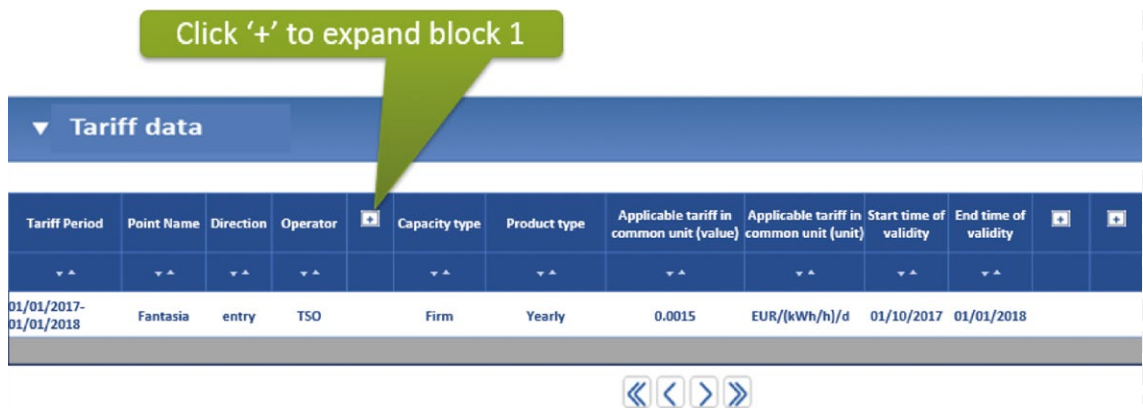 Click ‘+’ to expand block 1
▼ Tariff data
Tariff Period Point Name Direction Operator + Capacity type Product type Applicable tariff in common unit (value) Applicable tariff in common unit (unit) Start time of validity End time of validity + +
01/01/2017-01/01/2018 Fantasia entry TSO Firm Yearly 0.0015 EUR/(kWh/h)/d 01/10/2017 01/01/2018